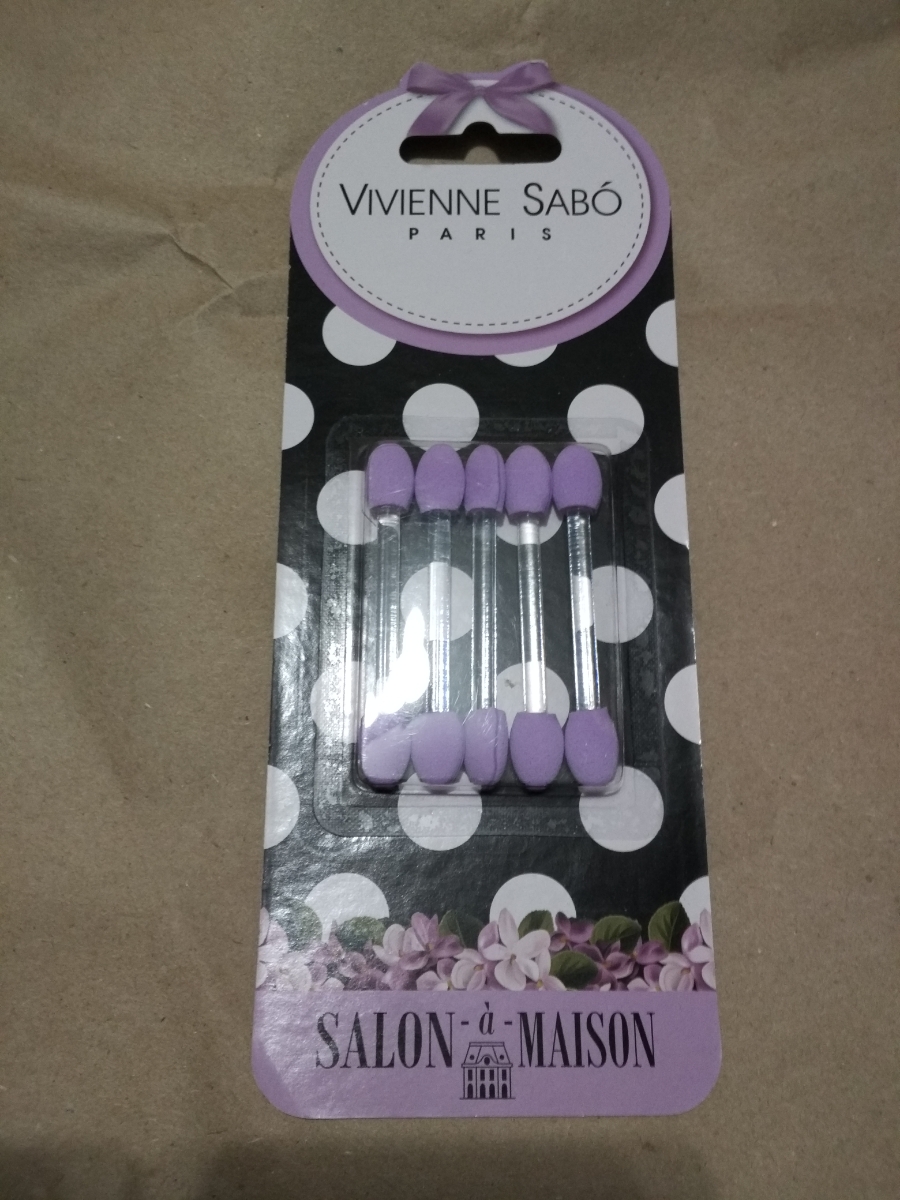 VIVIENNE SABÓ
PARIS
SALON - à - MAISON